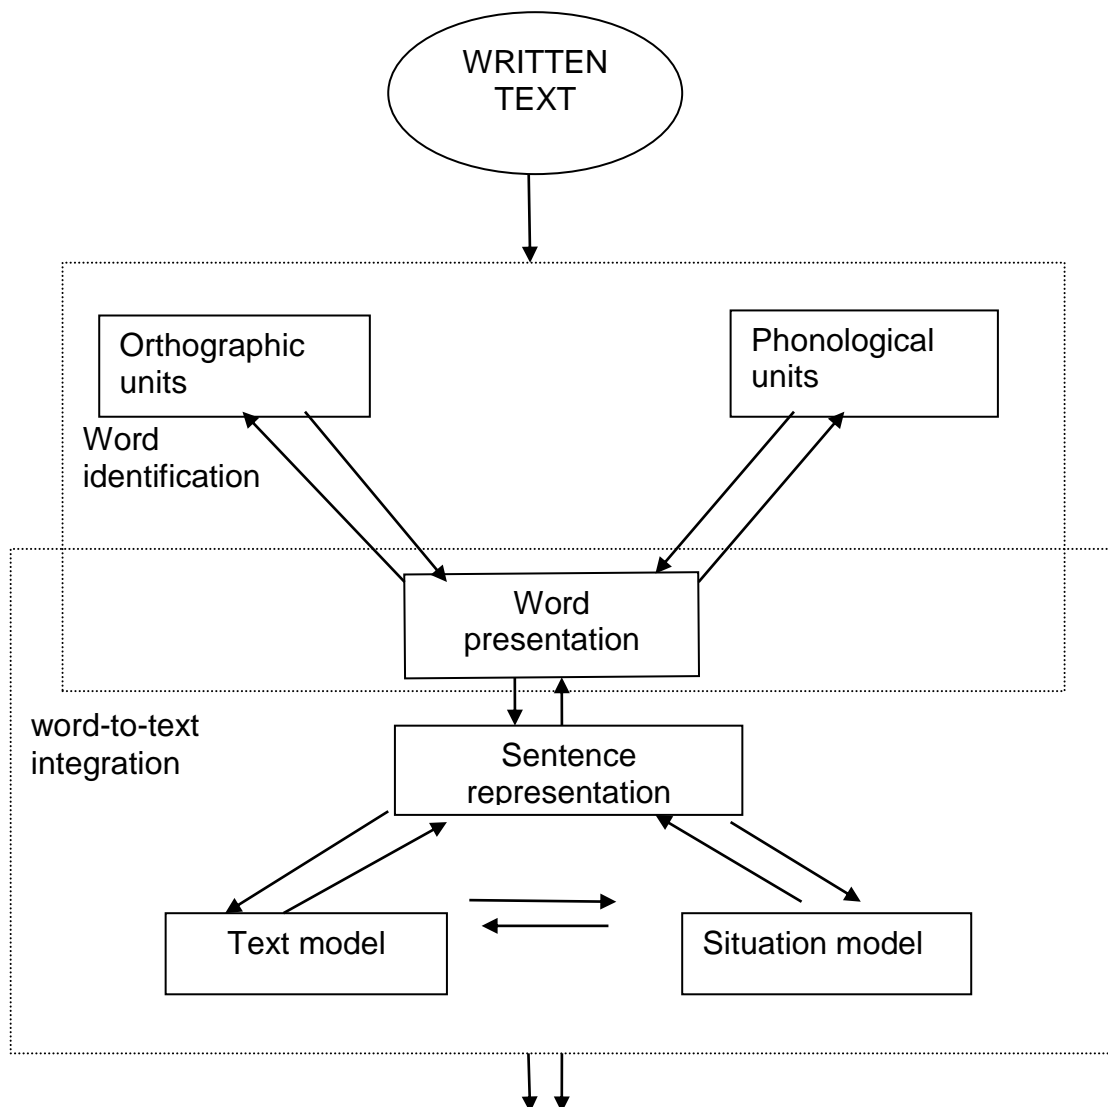 WRITTEN
TEXT
Orthographic
units
Phonological
units
Word
identification
Word
presentation
word-to-text
integration
Sentence
representation
Text model
Situation model